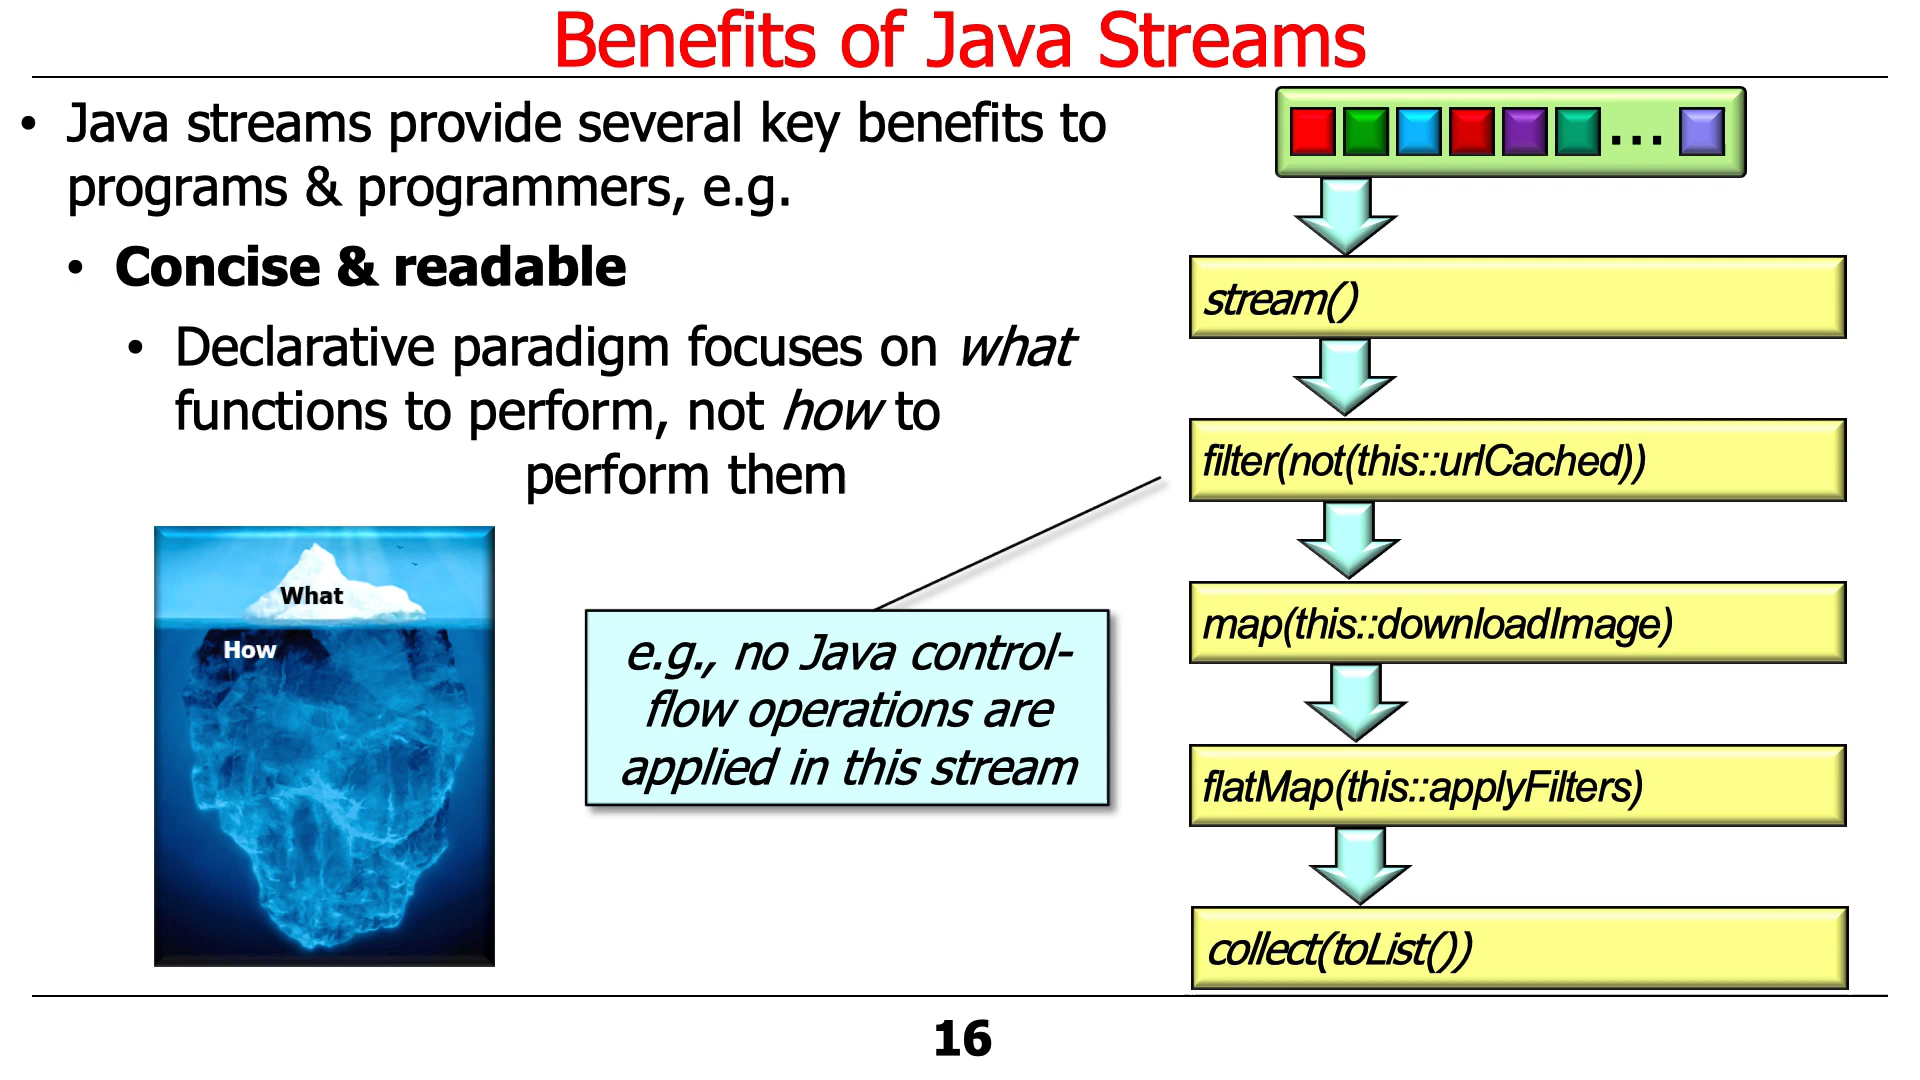 Benefits of Java Streams
• Java streams provide several key benefits to
programs & programmers, e.g.
• Concise & readable
• Declarative paradigm focuses on what
functions to perform, not how to
perform them
What
How
e.g., no Java control-
flow operations are
applied in this stream
...
stream()
filter(not(this::urlCached))
map(this::downloadImage)
flatMap(this::applyFilters)
collect(toList())
16